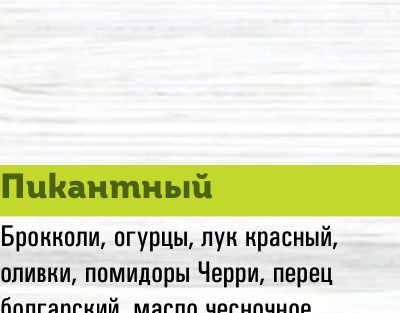 Пикантный
Брокколи, огурцы, лук красный,
оливки, помидоры Черри, перец
болгарский, масло чесночное